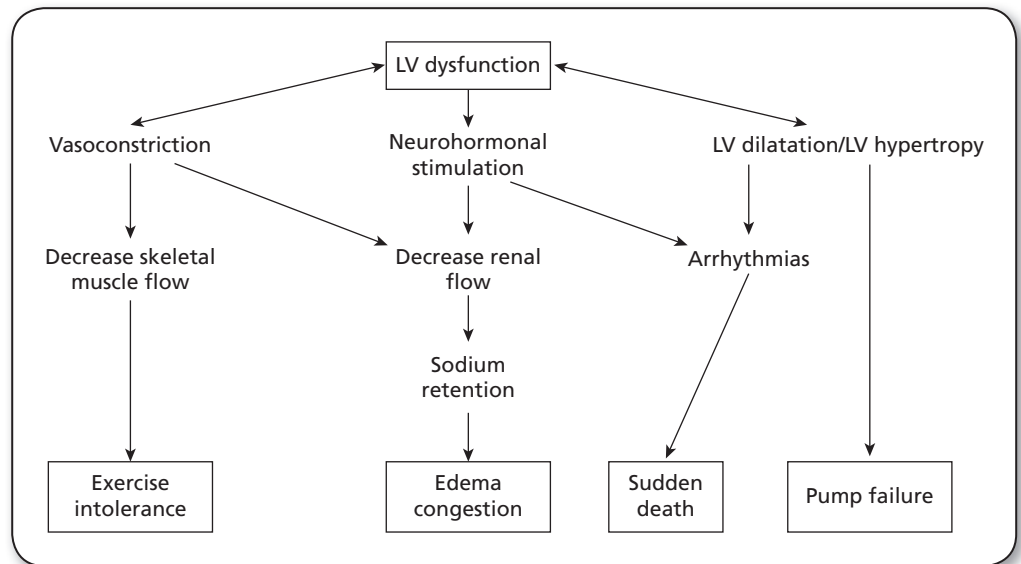 LV dysfunction
Vasoconstriction
Neurohormonal
stimulation
LV dilatation/LV hypertropy
Decrease skeletal
muscle flow
Decrease renal
flow
Arrhythmias
Sodium
retention
Exercise
intolerance
Edema
congestion
Sudden
death
Pump failure